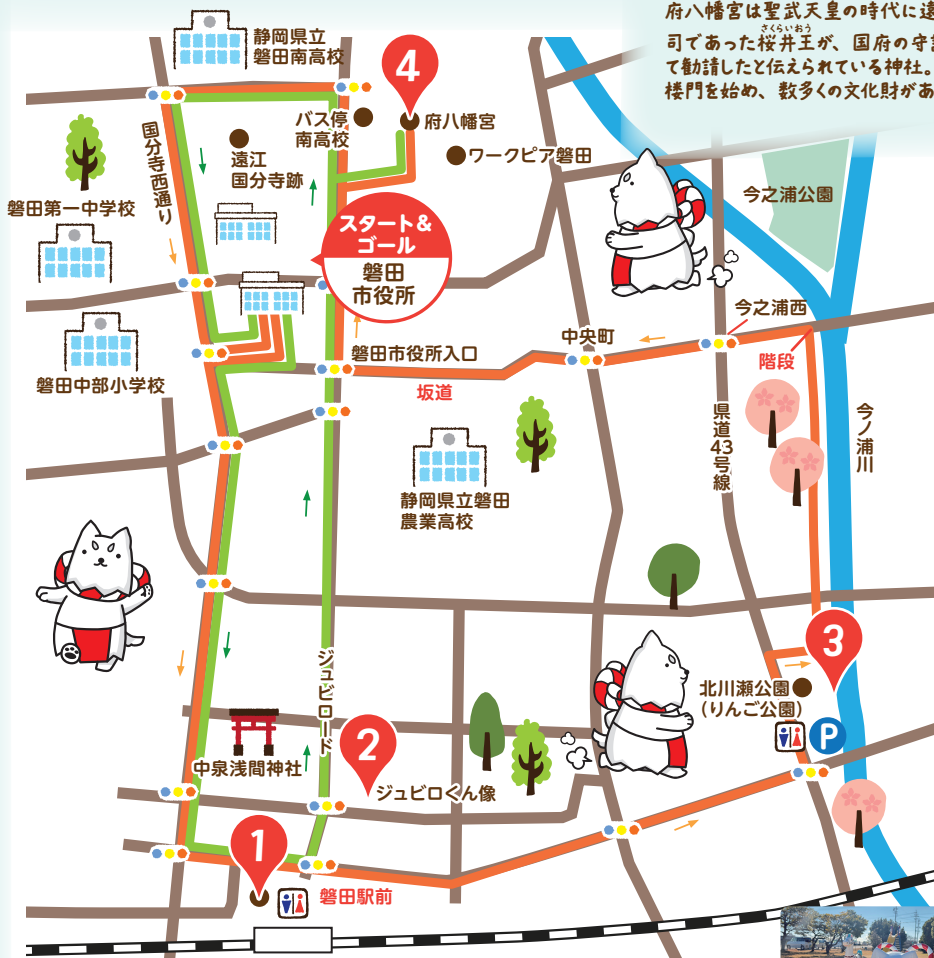 府八幡宮は聖武天皇の時代に遠
さくらいおう
司であった桜井王が、国府の守護
て勧請したと伝えられている神社。
楼門を始め、数多くの文化財があ
静岡県立
磐田南高校
4
バス停
南高校
府八幡宮
ワークピア磐田
国分寺西通り
遠江
国分寺跡
磐田第一中学校
今之浦公園
スタート&
ゴール
磐田
市役所
今之浦西
中央町
磐田市役所入口
階段
坂道
磐田中部小学校
県道43号線
今ノ浦川
静岡県立磐田
農業高校
ジュビロード
3
北川瀬公園
(りんご公園)
P
2
中泉浅間神社
ジュビロくん像
1
磐田駅前